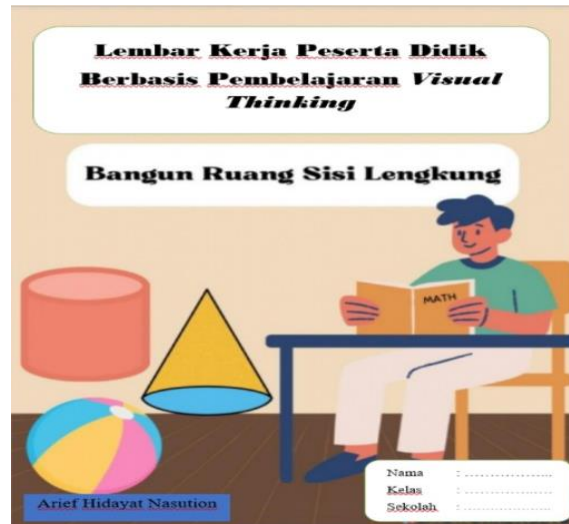 Lembar Kerja Peserta Didik
Berbasis Pembelajaran Visual
Thinking
Bangun Ruang Sisi Lengkung
MATH
Arief Hidayat Nasution
Nama : ......................
Kelas : ......................
Sekolah : ......................